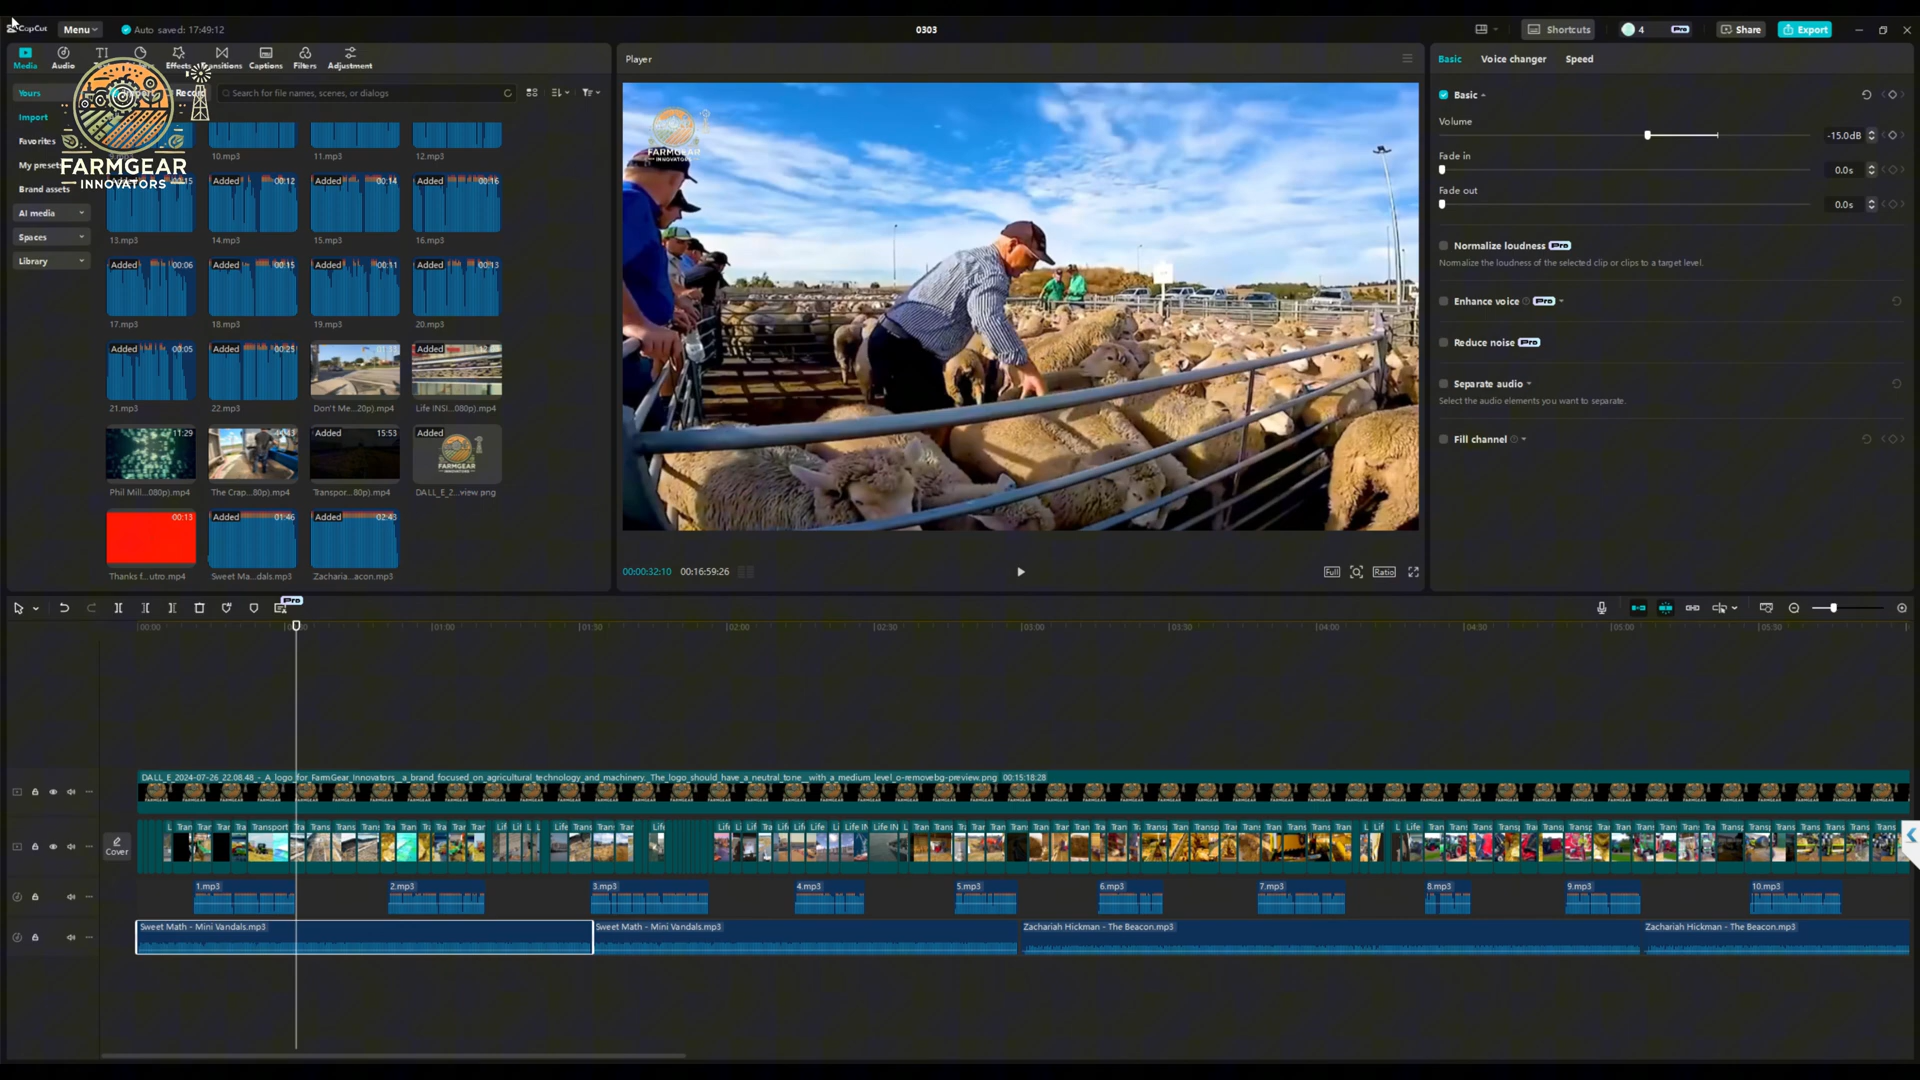 CapCut
Menu
Auto saved: 17:49:12
0303
Shortcuts
4
Pro
Share
Export
Media
Audio
Effects
Captions
Filters
Adjustment
Player
Basic
Voice changer
Speed
Yours
Search for file names, scenes, or dialogs
Import
Favorites
My presets
Brand assets
AI media
Spaces
Library
FARMGEAR
INNOVATORS
10.mp3
11.mp3
12.mp3
Added
00:12
Added
00:14
Added
00:16
13.mp3
14.mp3
15.mp3
16.mp3
Added
00:06
Added
00:15
Added
00:11
Added
00:13
17.mp3
18.mp3
19.mp3
20.mp3
Added
00:05
Added
00:25
Added
21.mp3
22.mp3
Don't Me...20p).mp4
Life INSI...080p).mp4
11:29
Added
15:53
Added
Phil Mill...080p).mp4
The Crap...80p).mp4
Transpor...80p).mp4
DALL_E_2...view.png
00:13
Added
01:46
Added
02:43
Thanks f...utro.mp4
Sweet Ma...dals.mp3
Zacharia...acon.mp3
FARMGEAR
INNOVATORS
00:00:32:10
00:16:59:26
Full
Ratio
Basic
Volume
-15.0dB
Fade in
0.0s
Fade out
0.0s
Normalize loudness
Pro
Normalize the loudness of the selected clip or clips to a target level.
Enhance voice
Pro
Reduce noise
Pro
Separate audio
Select the audio elements you want to separate.
Fill channel
Pro
00:00
01:00
01:30
02:00
02:30
03:00
03:30
04:00
04:30
05:00
05:30
DALL_E_2024-07-26_22.08.48 - A_logo_for_FarmGear_Innovators__a_brand_focused_on_agricultural_technology_and_machinery. The_logo_should_have_a_neutral_tone__with_a_medium_level_o-removebg-preview.png
00:15:18:28
Cover
Transport
1.mp3
2.mp3
3.mp3
4.mp3
5.mp3
6.mp3
7.mp3
8.mp3
9.mp3
10.mp3
Sweet Math - Mini Vandals.mp3
Sweet Math - Mini Vandals.mp3
Zachariah Hickman - The Beacon.mp3
Zachariah Hickman - The Beacon.mp3